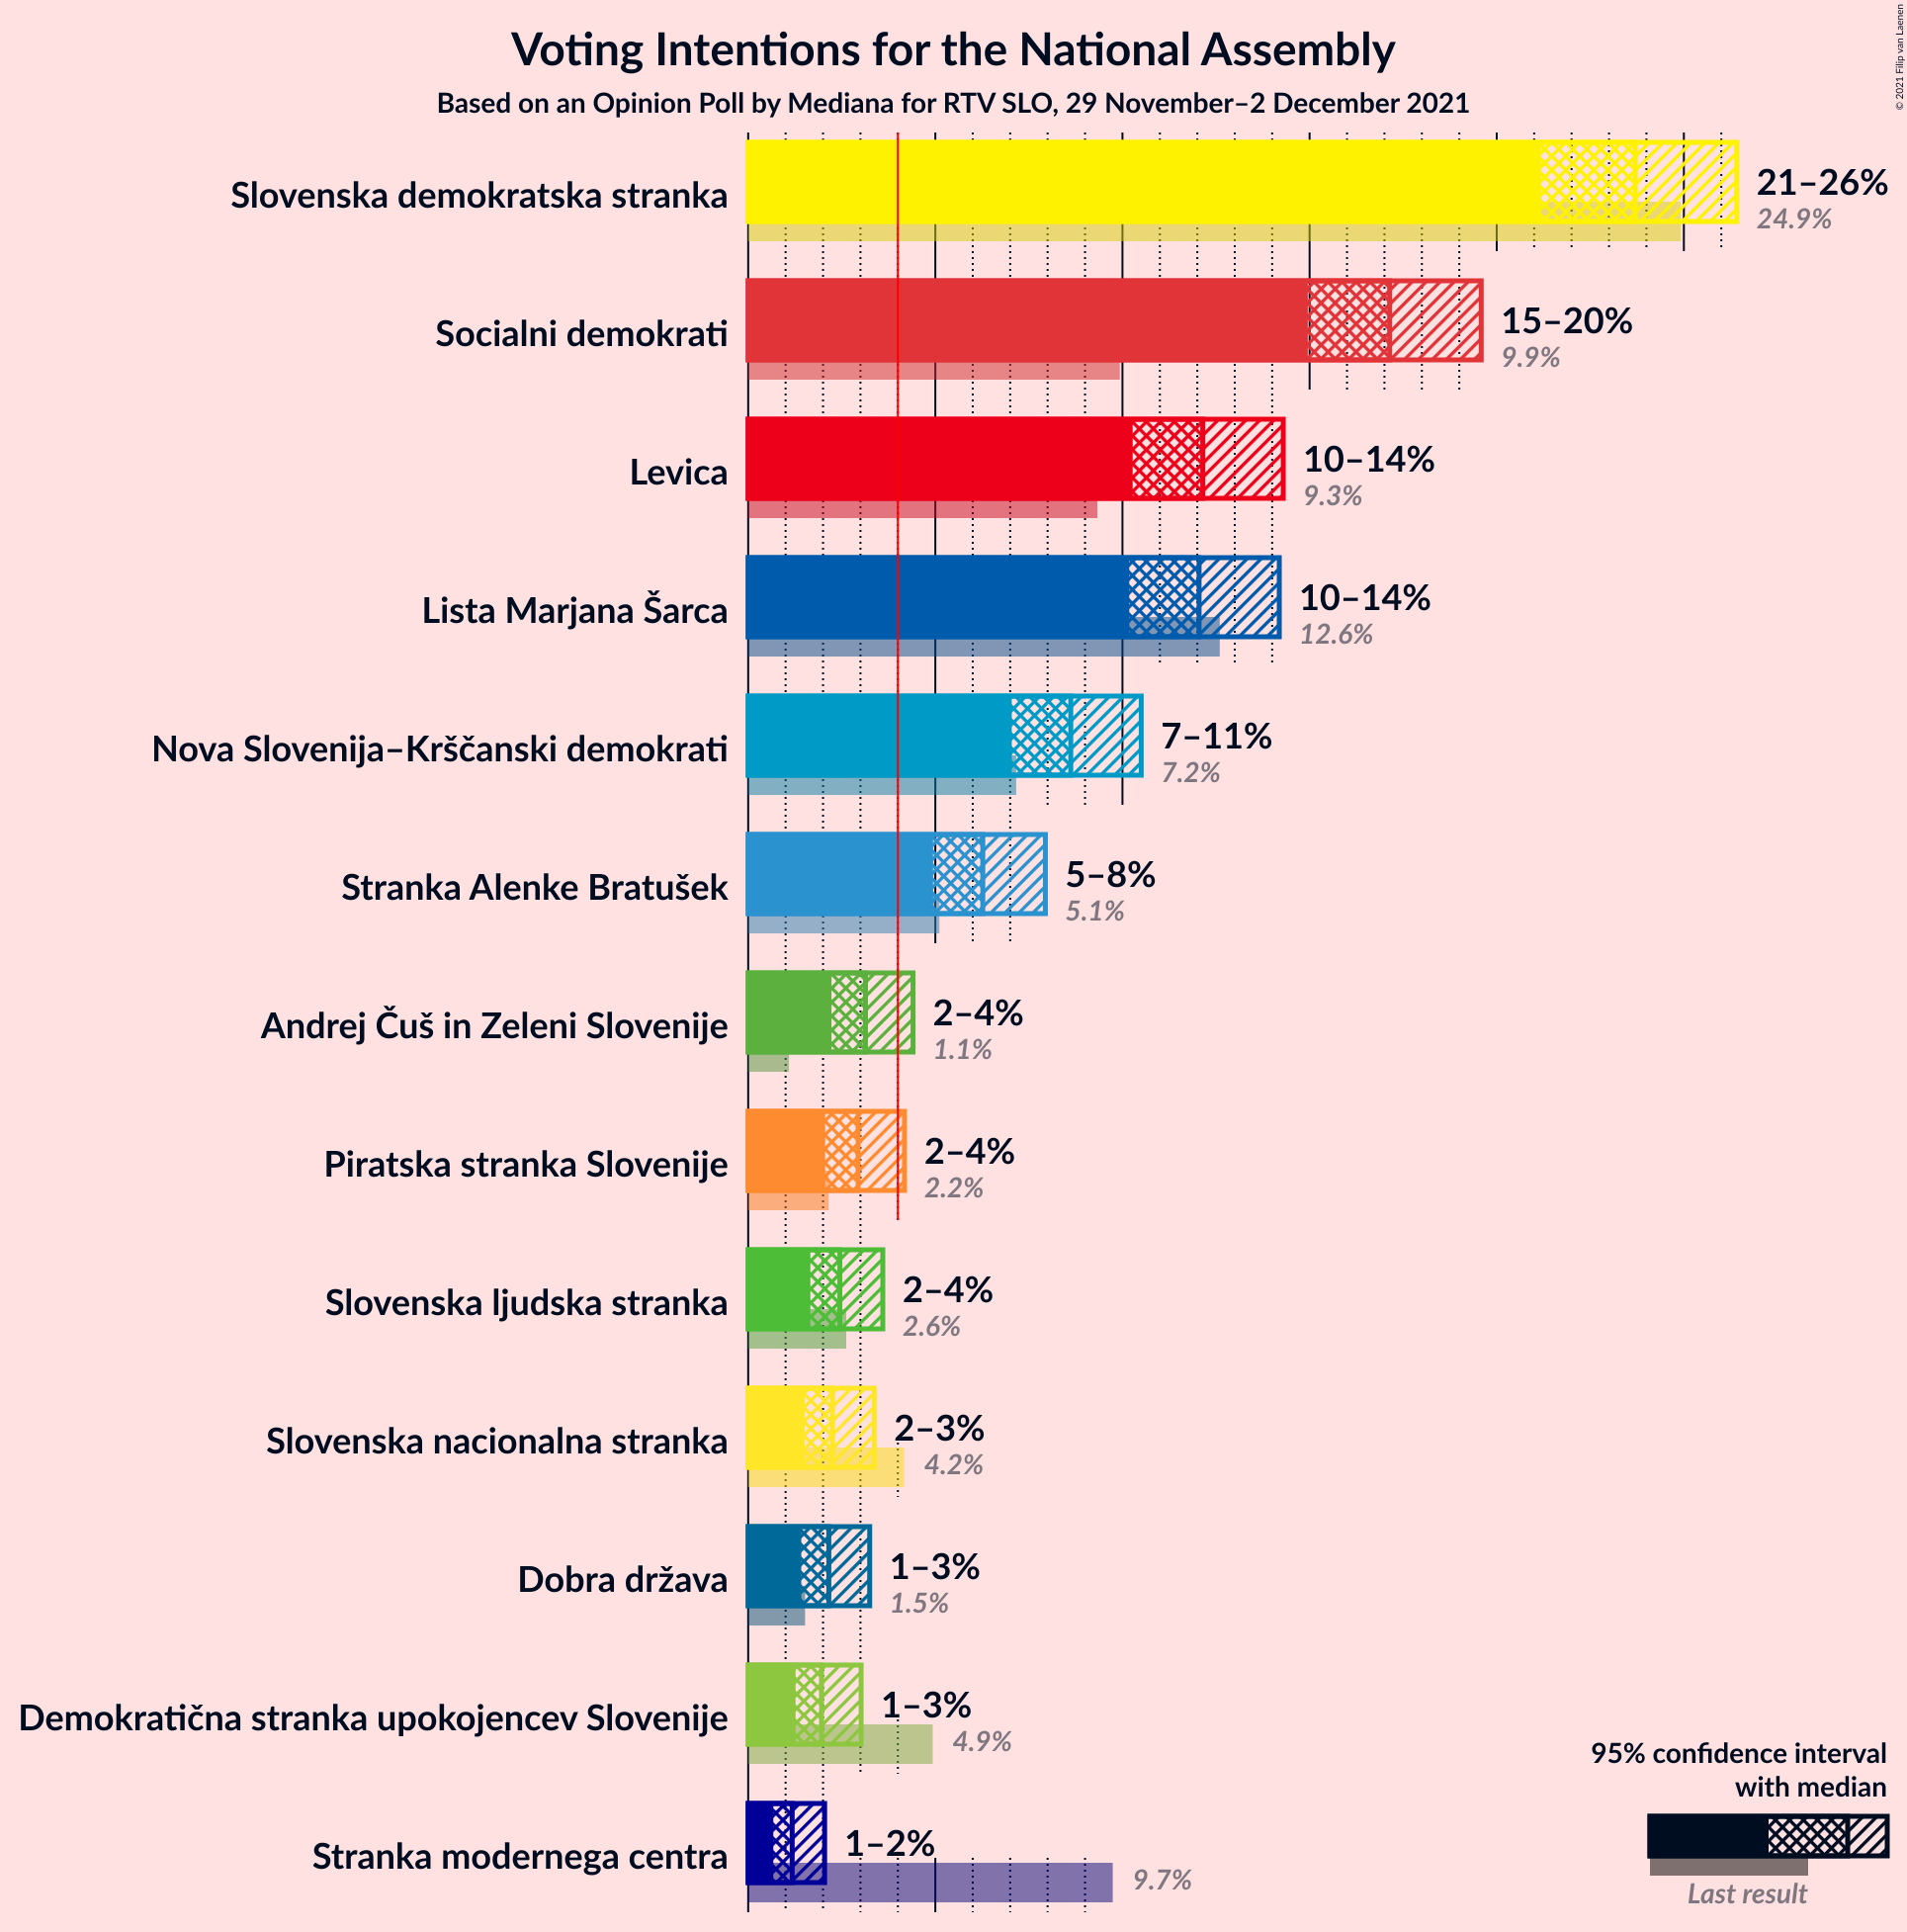 Voting Intentions for the National Assembly
Based on an Opinion Poll by Mediana for RTV SLO, 29 November–2 December 2021
© 2021 Filip van Laenen
Slovenska demokratska stranka
21–26%
24.9%
Socialni demokrati
15–20%
9.9%
Levica
10–14%
9.3%
Lista Marjana Šarca
10–14%
12.6%
Nova Slovenija–Krščanski demokrati
7–11%
7.2%
Stranka Alenke Bratušek
5–8%
5.1%
Andrej Čuš in Zeleni Slovenije
2–4%
1.1%
Piratska stranka Slovenije
2–4%
2.2%
Slovenska ljudska stranka
2–4%
2.6%
Slovenska nacionalna stranka
2–3%
4.2%
Dobra država
1–3%
1.5%
Demokratična stranka upokojencev Slovenije
1–3%
4.9%
Stranka modernega centra
1–2%
9.7%
95% confidence interval
with median
Last result